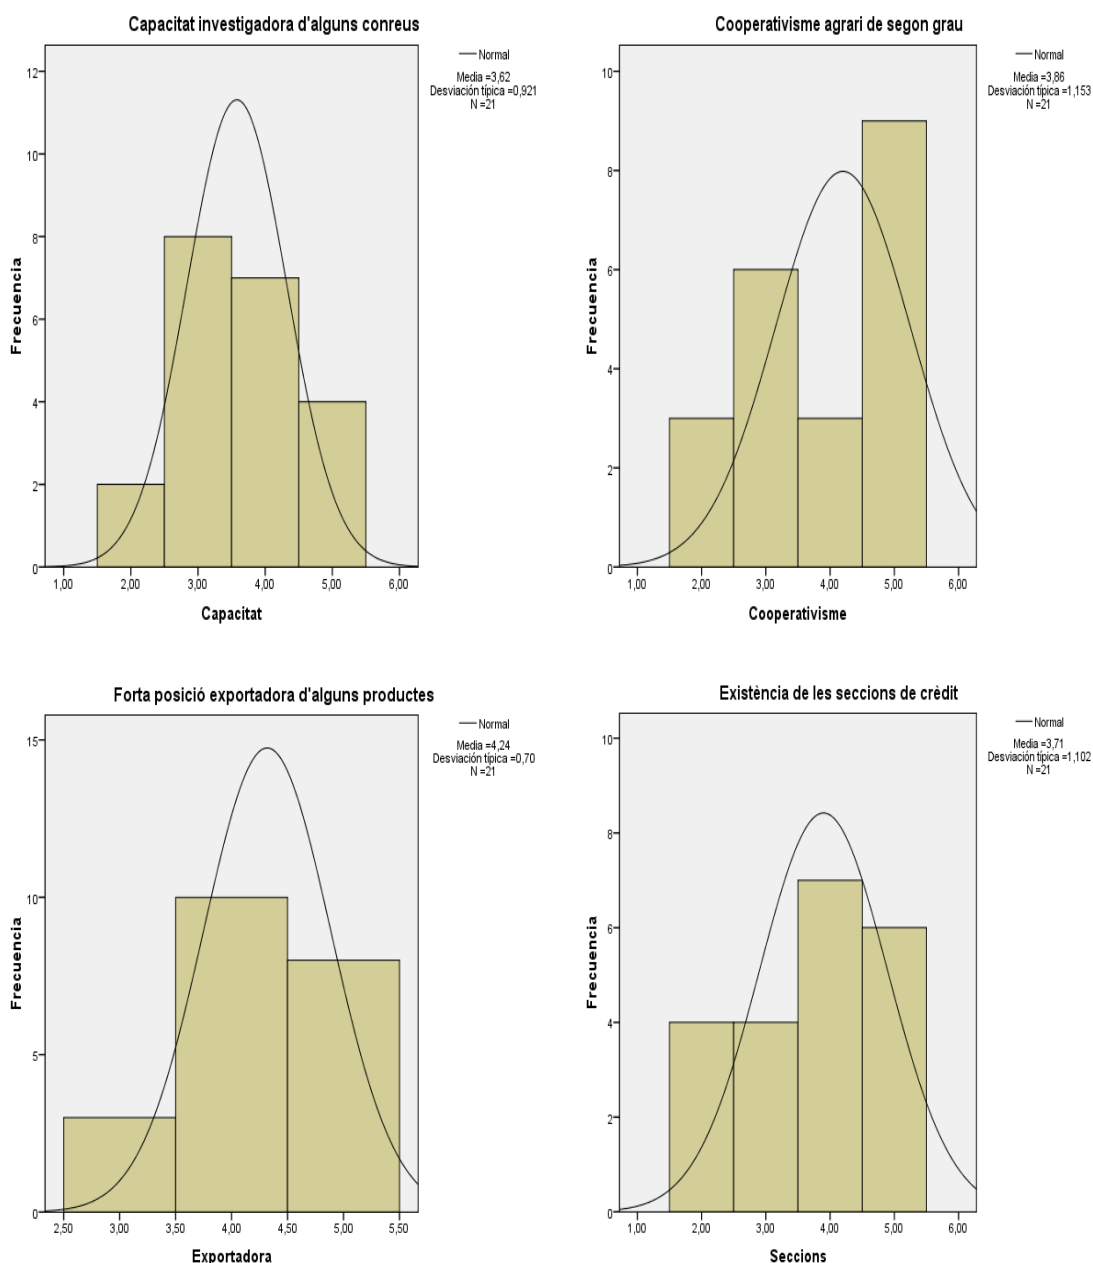 Capacitat investigadora d'alguns conreus
Normal
Media =3,62
Desviación típica =0,921
N =21
12
10
8
6
4
2
0
Frecuencia
1,00 2,00 3,00 4,00 5,00 6,00
Capacitat
Cooperativisme agrari de segon grau
Normal
Media =3,86
Desviación típica =1,153
N =21
10
8
6
4
2
0
Frecuencia
1,00 2,00 3,00 4,00 5,00 6,00
Cooperativisme
Forta posició exportadora d'alguns productes
Normal
Media =4,24
Desviación típica =0,70
N =21
15
10
5
0
Frecuencia
2,50 3,00 3,50 4,00 4,50 5,00 5,50
Exportadora
Existència de les seccions de crèdit
Normal
Media =3,71
Desviación típica =1,102
N =21
10
8
6
4
2
0
Frecuencia
1,00 2,00 3,00 4,00 5,00 6,00
Seccions